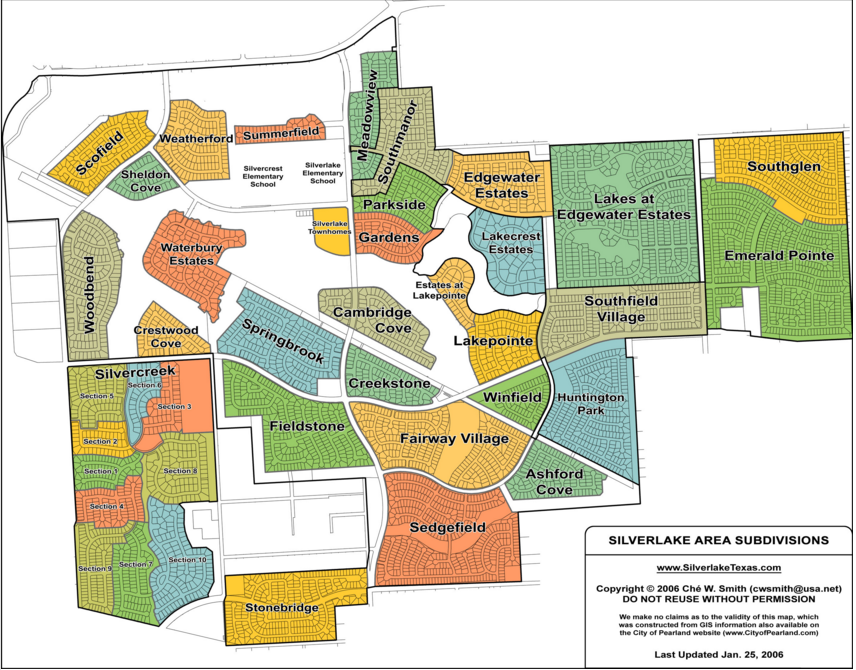 Meadowview
Southmanor
Scofield
Weatherford
Summerfield
Sheldon
Cove
Silvercrest
Elementary
School
Silverlake
Elementary
School
Parkside
Edgewater
Estates
Lakes at
Edgewater Estates
Southglen
Silverlake
Townhomes
Gardens
Lakecrest
Estates
Emerald Pointe
Waterbury
Estates
Woodbend
Estates at
Lakepointe
Southfield
Village
Crestwood
Cove
Springbrook
Cambridge
Cove
Lakepointe
Silvercreek
Section 6
Section 5
Section 3
Section 2
Section 1
Section 8
Section 4
Section 9
Section 7
Section 10
Creekstone
Winfield
Huntington
Park
Fieldstone
Fairway Village
Ashford
Cove
Sedgefield
Stonebridge
SILVERLAKE AREA SUBDIVISIONS
www.SilverlakeTexas.com
Copyright © 2006 Ché W. Smith (cwsmith@usa.net)
DO NOT REUSE WITHOUT PERMISSION
We make no claims as to the validity of this map, which
was constructed from GIS information also available on
the City of Pearland website (www.CityofPearland.com)
Last Updated Jan. 25, 2006